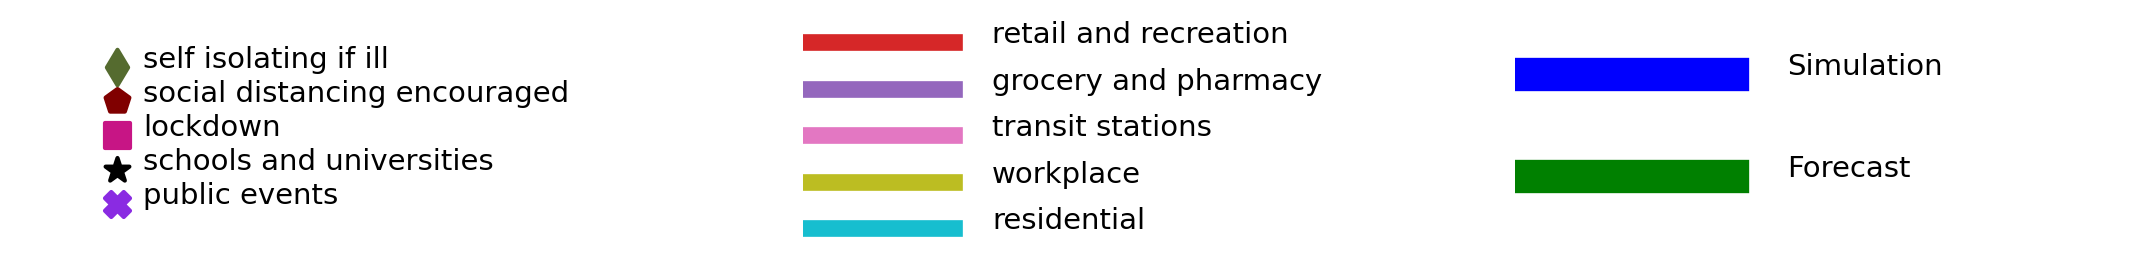 self isolating if ill
social distancing encouraged
lockdown
schools and universities
public events
retail and recreation
grocery and pharmacy
transit stations
workplace
residential
Simulation
Forecast